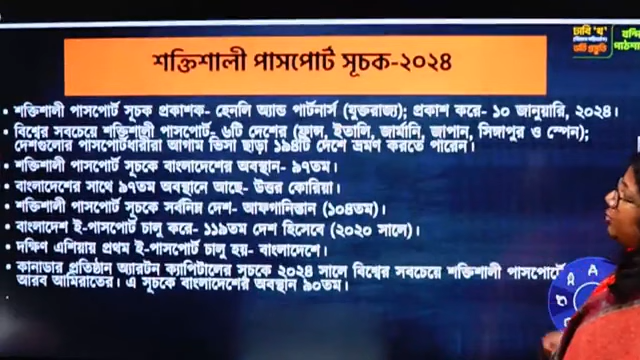 শক্তিশালী পাসপোর্ট সূচক-২০২৪
• শক্তিশালী পাসপোর্ট সূচক প্রকাশক- হেনলি অ্যান্ড পার্টনার্স (যুক্তরাজ্য); প্রকাশ করে- ১০ জানুয়ারি, ২০২৪।
• বিশ্বের সবচেয়ে শক্তিশালী পাসপোর্ট- ৬টি দেশের (ফ্রান্স, ইতালি, জার্মানি, জাপান, সিঙ্গাপুর ও স্পেন);
দেশগুলোর পাসপোর্টধারীরা আগাম ভিসা ছাড়া ১৯৪টি দেশে ভ্রমণ করতে পারেন।
• শক্তিশালী পাসপোর্ট সূচকে বাংলাদেশের অবস্থান- ৯৭তম।
• বাংলাদেশের সাথে ৯৭তম অবস্থানে আছে- উত্তর কোরিয়া।
• শক্তিশালী পাসপোর্ট সূচকে সর্বনিম্ন দেশ- আফগানিস্তান (১০৪তম)।
• বাংলাদেশ ই-পাসপোর্ট চালু করে- ১১৯তম দেশ হিসেবে (২০২০ সালে)।
• দক্ষিণ এশিয়ায় প্রথম ই-পাসপোর্ট চালু হয়- বাংলাদেশে।
• কানাডার প্রতিষ্ঠান অ্যারটন ক্যাপিটালের সূচকে ২০২৪ সালে বিশ্বের সবচেয়ে শক্তিশালী পাসপোর্ট
আরব আমিরাতের। এ সূচকে বাংলাদেশের অবস্থান ৯০তম।
ঢাবি 'খ'
ভর্তি প্রস্তুতি